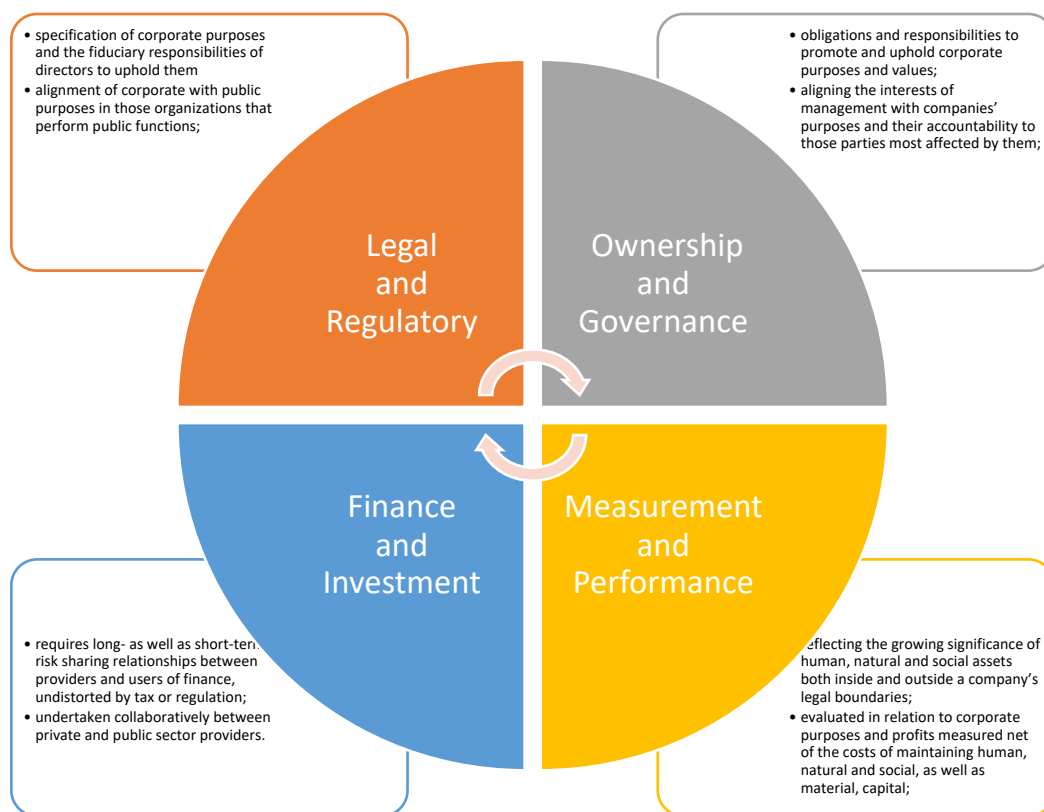 • specification of corporate purposes
and the fiduciary responsibilities of
directors to uphold them
• alignment of corporate with public
purposes in those organizations that
perform public functions;
• obligations and responsibilities to
promote and uphold corporate
purposes and values;
• aligning the interests of
management with companies'
purposes and their accountability to
those parties most affected by them;
Legal
and
Regulatory
Ownership
and
Governance
Finance
and
Investment
Measurement
and
Performance
• requires long- as well as short-term
risk sharing relationships between
providers and users of finance,
undistorted by tax or regulation;
• undertaken collaboratively between
private and public sector providers.
reflecting the growing significance of
human, natural and social assets
both inside and outside a company's
legal boundaries;
• evaluated in relation to corporate
purposes and profits measured net
of the costs of maintaining human,
natural and social, as well as
material, capital;